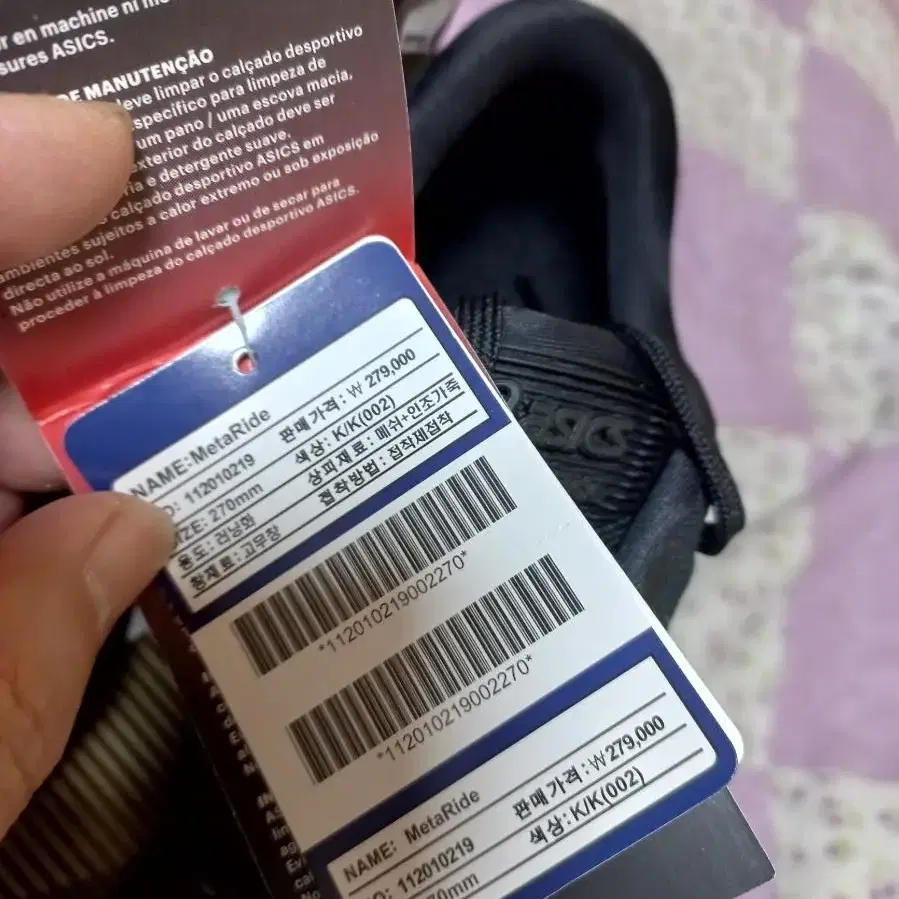 en machine ni
sures ASICS.
DE MANUTENÇÃO
leve limpar o calçado desportivo
específico para limpeza de
um pano / uma escova macia,
exterior do calçado deve ser
ria e detergente suave.
calçado desportivo ASICS em
ambientes sujeitos a calor extremo ou sob exposição
directa ao sol.
Não utilize a máquina de lavar ou de secar para
proceder à limpeza do calçado desportivo ASICS.
NAME:MetaRide 판매가격:₩279,000
112010219 색상:K/K(002)
SIZE: 270mm 상피재료:메쉬+인조가죽
용도:러닝화 접착방법:접착제접착
창재료:고무창
*112010219002270*
*112010219002270*
NAME: MetaRide 판매가격:₩279,000
112010219 색상:K/K(002)
70mm
ASICS